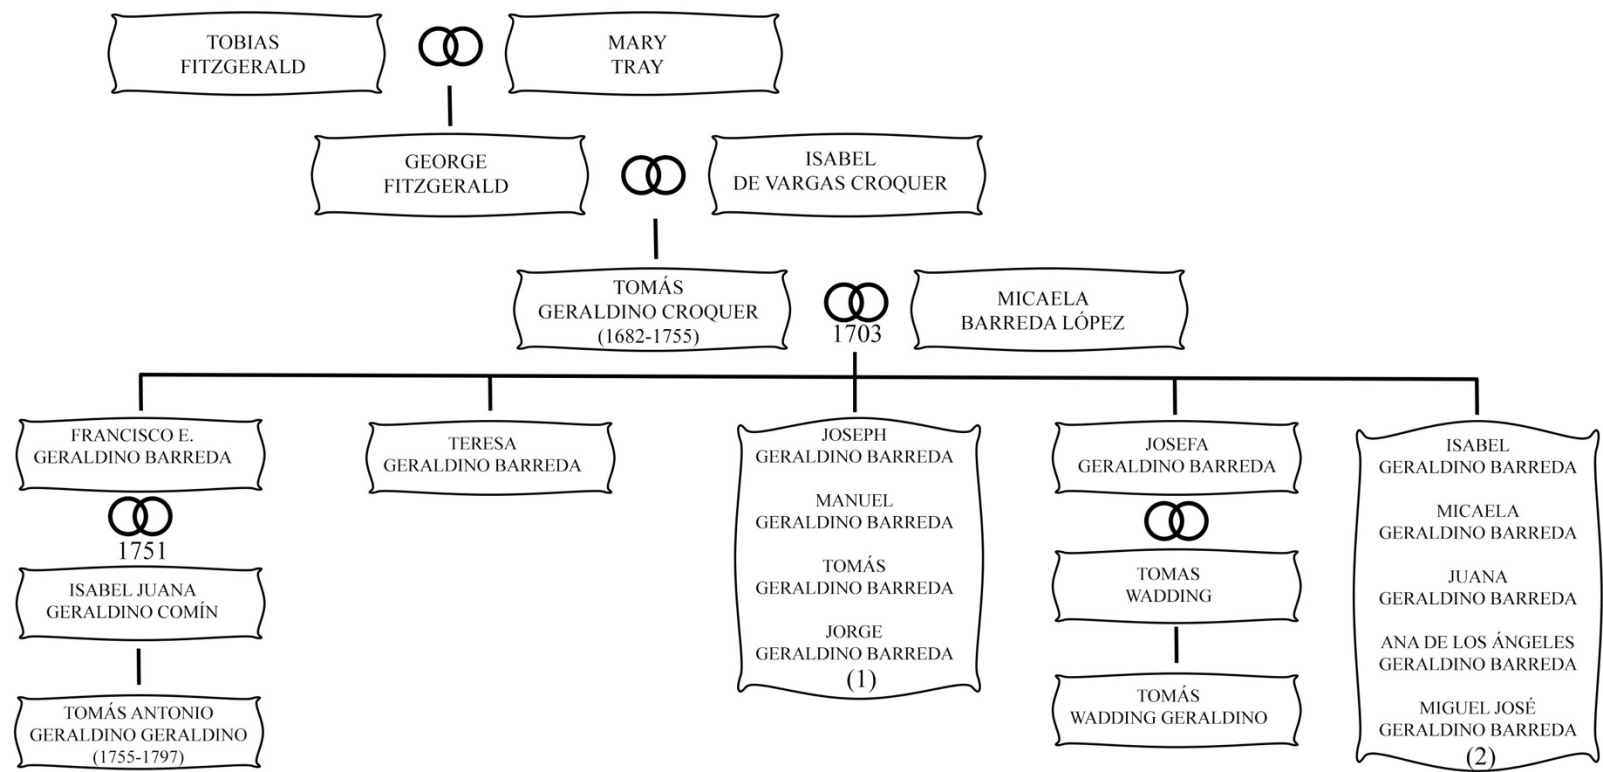 TOBIAS
FITZGERALD
MARY
TRAY
GEORGE
FITZGERALD
ISABEL
DE VARGAS CROQUER
TOMÁS
GERALDINO CROQUER
(1682-1755)
1703
MICAELA
BARREDA LÓPEZ
FRANCISCO E.
GERALDINO BARREDA
1751
ISABEL JUANA
GERALDINO COMÍN
TOMÁS ANTONIO
GERALDINO GERALDINO
(1755-1797)
TERESA
GERALDINO BARREDA
JOSEPH
GERALDINO BARREDA
MANUEL
GERALDINO BARREDA
TOMÁS
GERALDINO BARREDA
JORGE
GERALDINO BARREDA
(1)
JOSEFA
GERALDINO BARREDA
TOMAS
WADDING
TOMÁS
WADDING GERALDINO
ISABEL
GERALDINO BARREDA
MICAELA
GERALDINO BARREDA
JUANA
GERALDINO BARREDA
ANA DE LOS ÁNGELES
GERALDINO BARREDA
MIGUEL JOSÉ
GERALDINO BARREDA
(2)